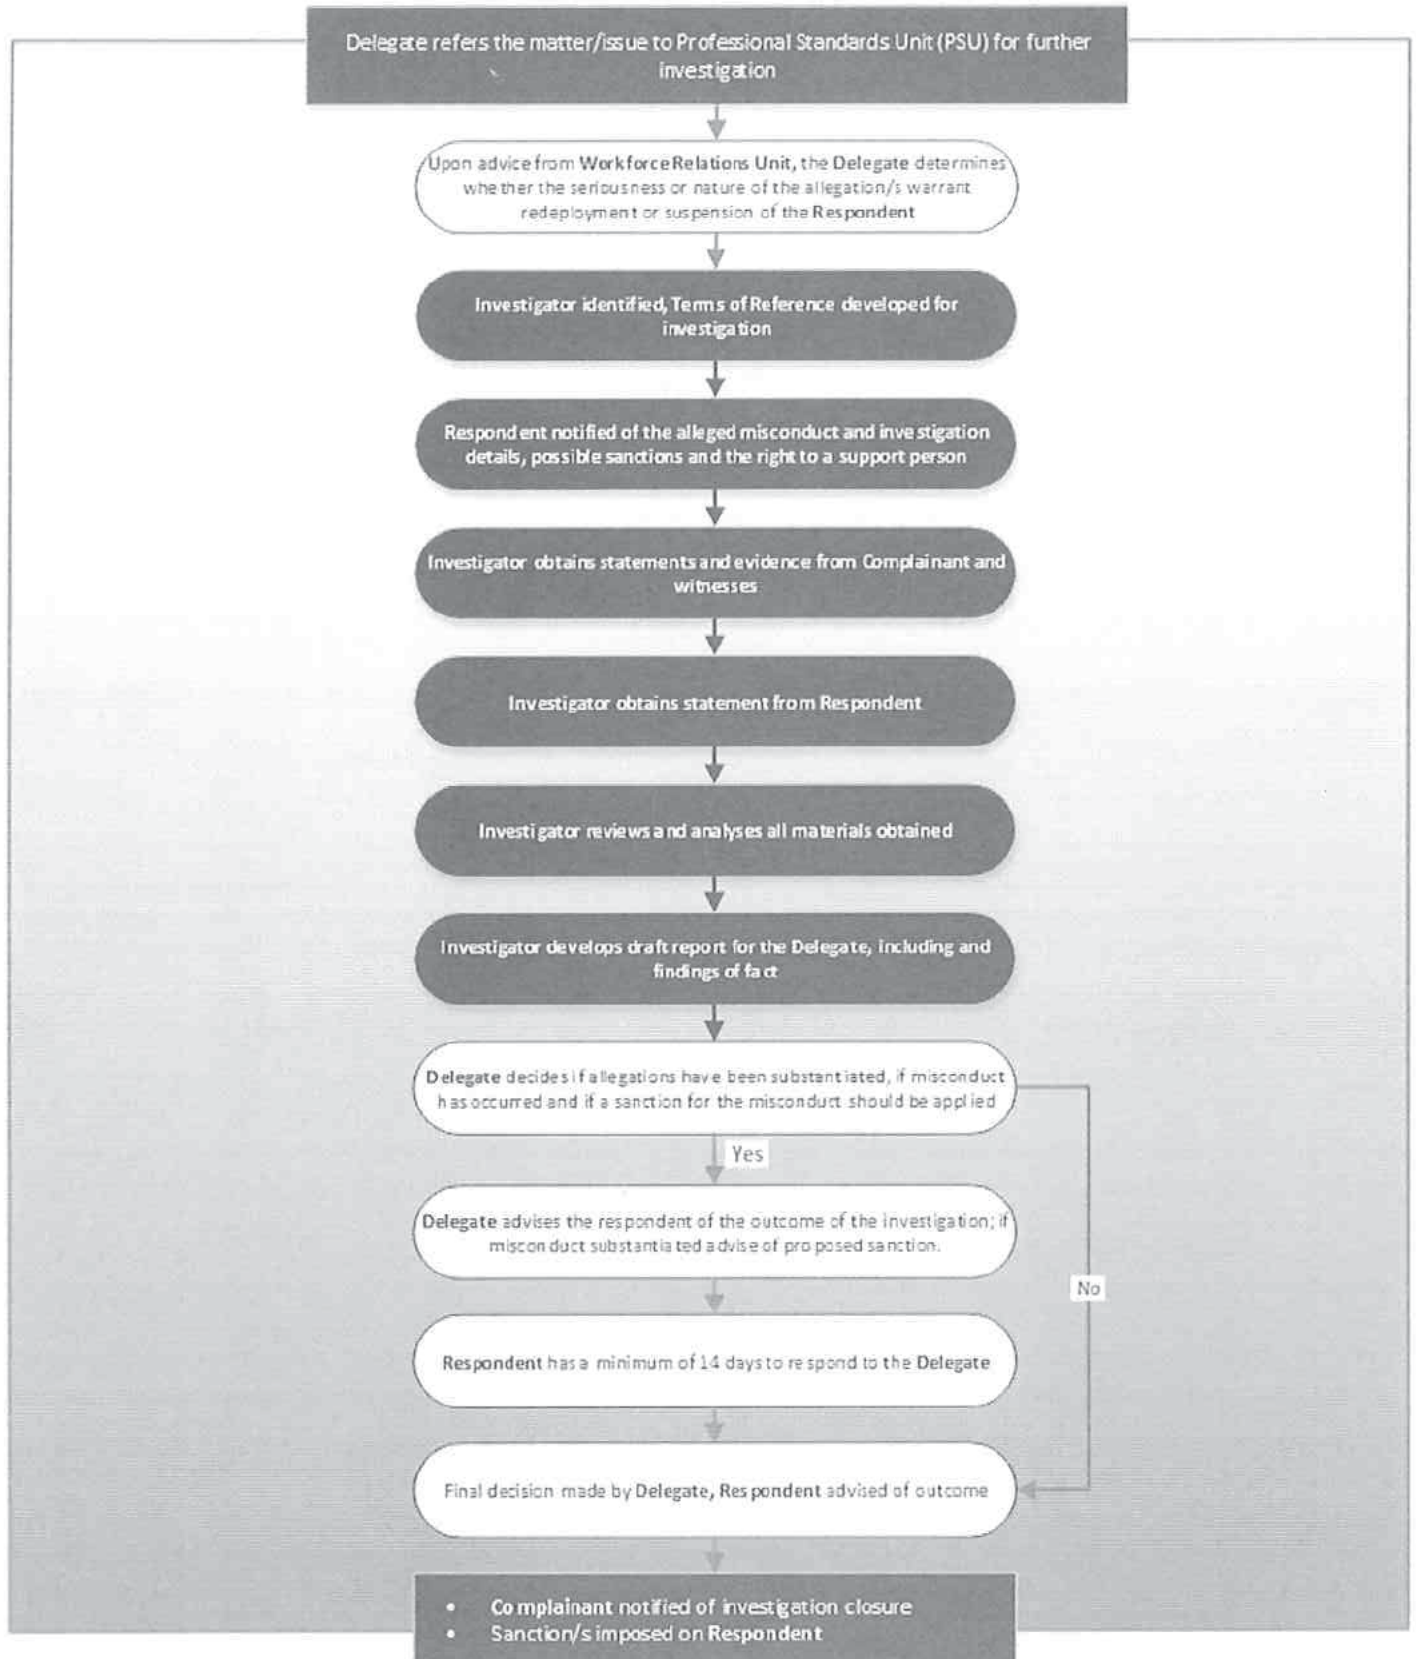 Delegate refers the matter/issue to Professional Standards Unit (PSU) for further
investigation
Upon advice from Workforce Relations Unit, the Delegate determines
whether the seriousness or nature of the allegation/s warrant
redeployment or suspension of the Respondent
Investigator identified, Terms of Reference developed for
investigation
Respondent notified of the alleged misconduct and investigation
details, possible sanctions and the right to a support person
Investigator obtains statements and evidence from Complainant and
witnesses
Investigator obtains statement from Respondent
Investigator reviews and analyses all materials obtained
Investigator develops draft report for the Delegate, including and
findings of fact
Delegate decides if allegations have been substantiated, if misconduct
has occurred and if a sanction for the misconduct should be applied
Yes
Delegate advises the respondent of the outcome of the investigation; if
misconduct substantiated advise of proposed sanction.
No
Respondent has a minimum of 14 days to respond to the Delegate
Final decision made by Delegate, Respondent advised of outcome
• Complainant notified of investigation closure
• Sanction/s imposed on Respondent